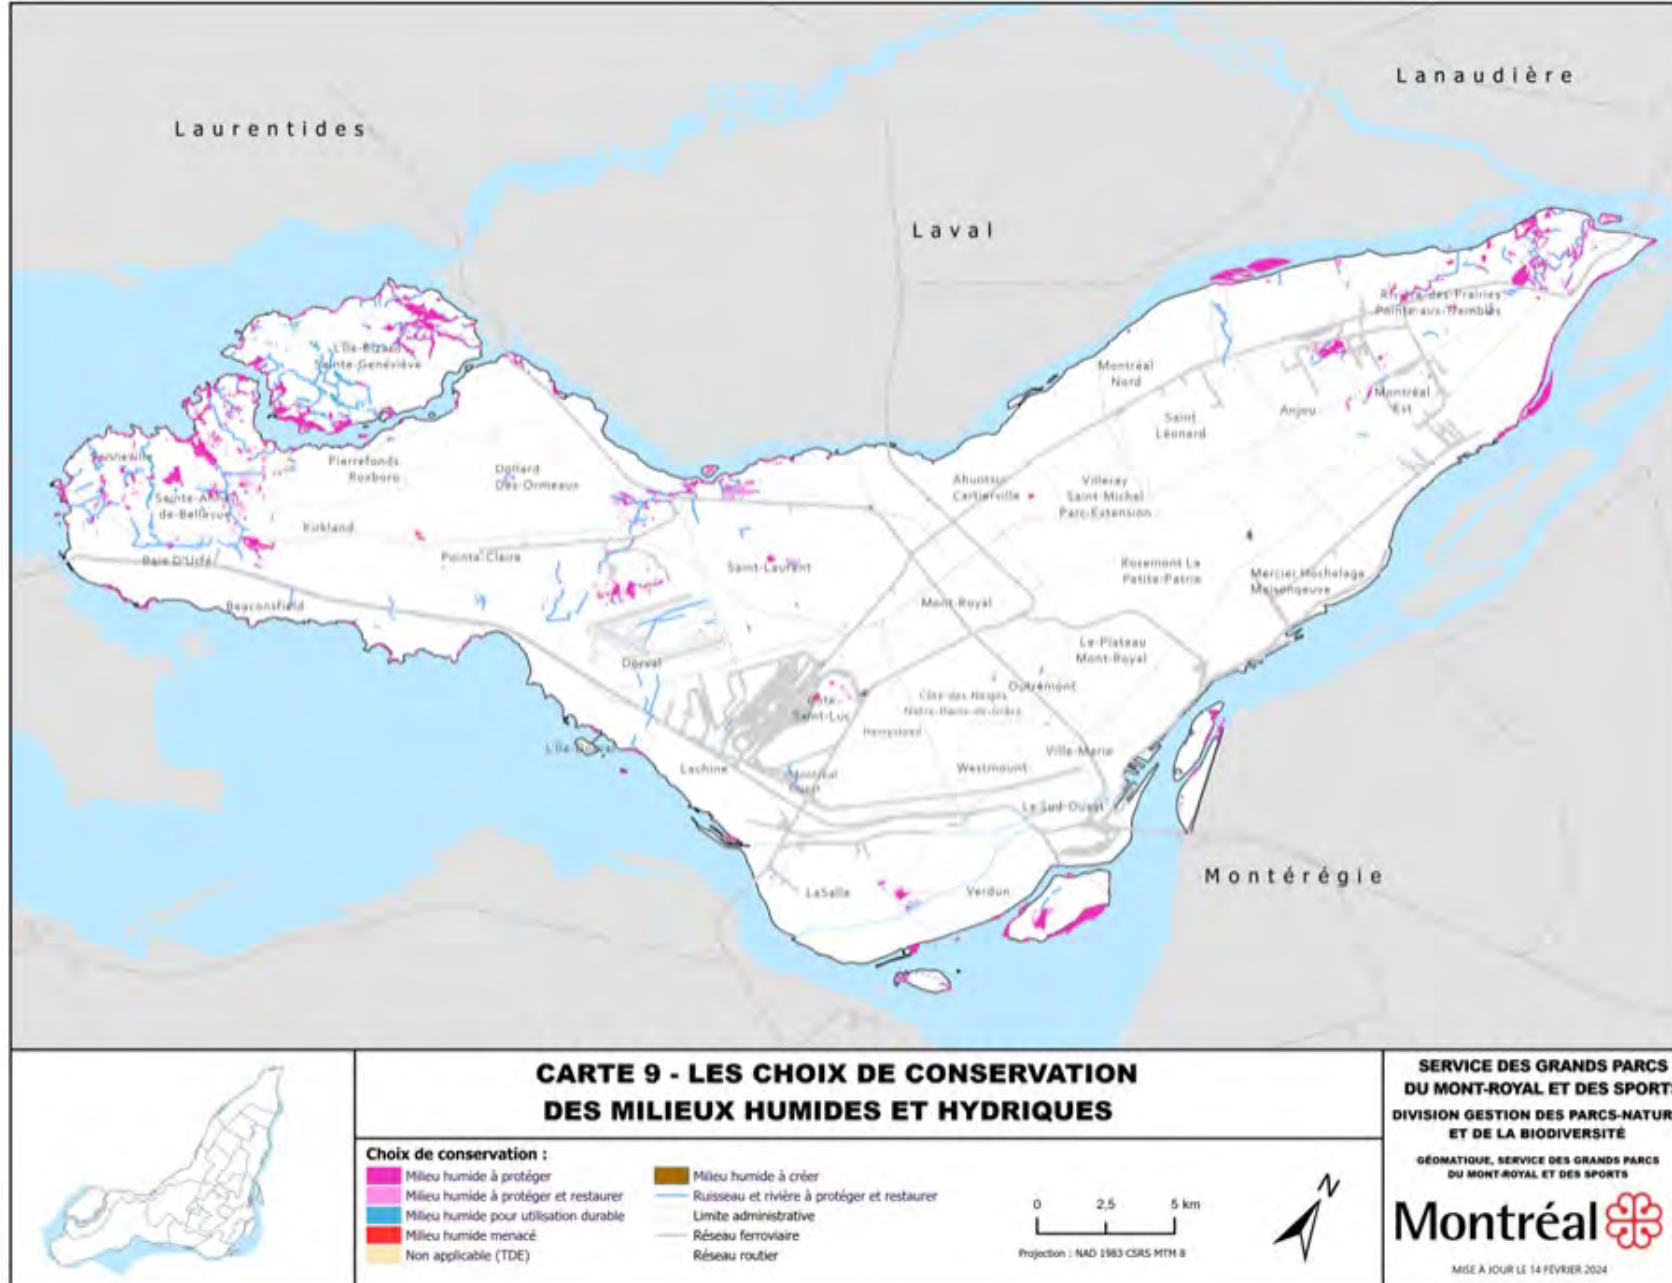 Lanaudière
Laurentides
Laval
Rivière-des-Prairies
Pointe-aux-Trembles
L'Île-Bizard
Sainte-Geneviève
Montréal
Nord
Montréal
Est
Saint
Léonard
Anjou
Senneville
Pierrefonds
Roxboro
Dollard
Des-Ormeaux
Ahuntsic
Cartierville
Villeray
Saint-Michel
Parc-Extension
Sainte-Anne
de-Bellevue
Kirkland
Baie D'Urfé
Pointe-Claire
Saint-Laurent
Rosemont La
Petite-Patrie
Mercier Hochelaga
Maisonneuve
Beaconsfield
Mont-Royal
Le-Plateau
Mont-Royal
Dorval
Côte-des-Neiges
Notre-Dame-de-Grâce
Outremont
Côte-
Saint-Luc
Hampstead
L'Île-Dorval
Ville-Marie
Lachine
Montréal
Ouest
Westmount
Le Sud-Ouest
Montérégie
LaSalle
Verdun
CARTE 9 - LES CHOIX DE CONSERVATION
DES MILIEUX HUMIDES ET HYDRIQUES
Choix de conservation :
Milieu humide à protéger
Milieu humide à protéger et restaurer
Milieu humide pour utilisation durable
Milieu humide menacé
Non applicable (TDE)
Milieu humide à créer
Ruisseau et rivière à protéger et restaurer
Limite administrative
Réseau ferroviaire
Réseau routier
0 2,5 5 km
Projection : NAD 1983 CSRS MTM 8
N
SERVICE DES GRANDS PARCS
DU MONT-ROYAL ET DES SPORTS
DIVISION GESTION DES PARCS-NATURE
ET DE LA BIODIVERSITÉ
GÉOMATIQUE, SERVICE DES GRANDS PARCS
DU MONT-ROYAL ET DES SPORTS
Montréal
MISE À JOUR LE 14 FÉVRIER 2024